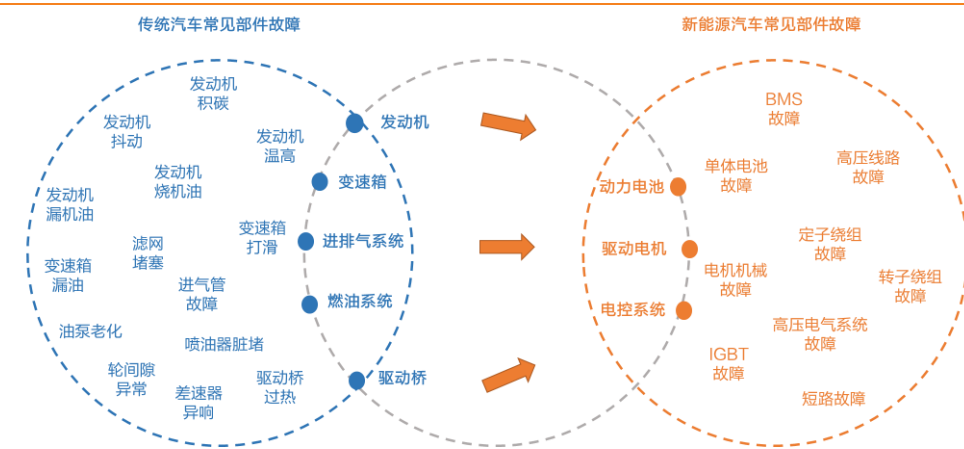 传统汽车常见部件故障
新能源汽车常见部件故障
发动机
积碳
发动机
抖动
发动机
温高
发动机
烧机油
发动机
漏机油
变速箱
打滑
滤网
堵塞
变速箱
漏油
进气管
故障
油泵老化
喷油器脏堵
轮间隙
异常
差速器
异响
驱动桥
过热
发动机
变速箱
进排气系统
燃油系统
驱动桥
动力电池
驱动电机
电控系统
BMS
故障
单体电池
故障
高压线路
故障
定子绕组
故障
电机机械
故障
转子绕组
故障
高压电气系统
故障
IGBT
故障
短路故障